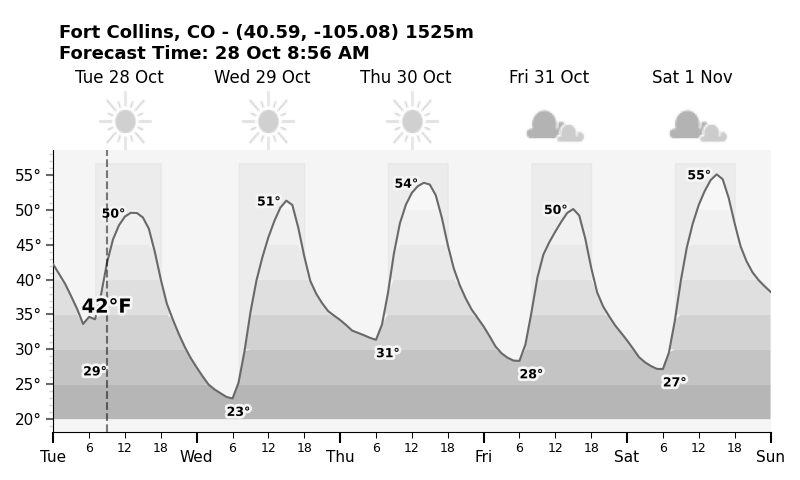 Fort Collins, CO - (40.59, -105.08) 1525m
Forecast Time: 28 Oct 8:56 AM
Tue 28 Oct Wed 29 Oct Thu 30 Oct Fri 31 Oct Sat 1 Nov
55°
50°
45°
40°
35°
30°
25°
20°
50° 51° 54° 50° 55°
42°F
29° 23° 31° 28° 27°
6 12 18 6 12 18 6 12 18 6 12 18 6 12 18
Tue Wed Thu Fri Sat Sun